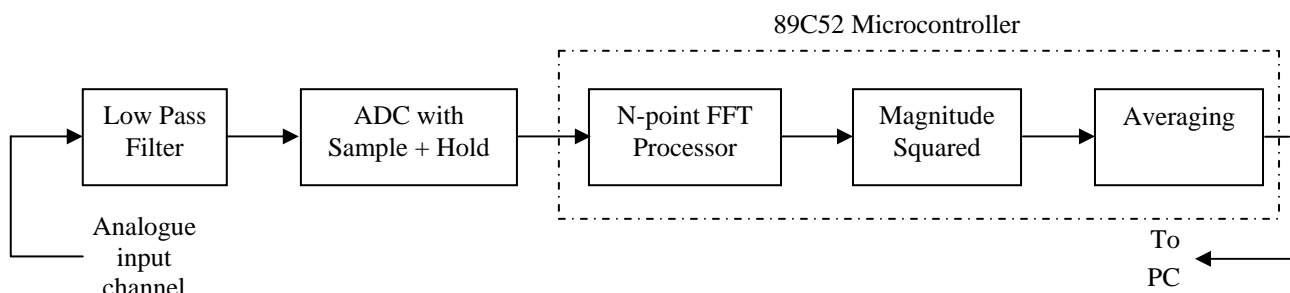 89C52 Microcontroller
Low Pass
Filter
ADC with
Sample + Hold
N-point FFT
Processor
Magnitude
Squared
Averaging
Analogue
input
channel
To
PC